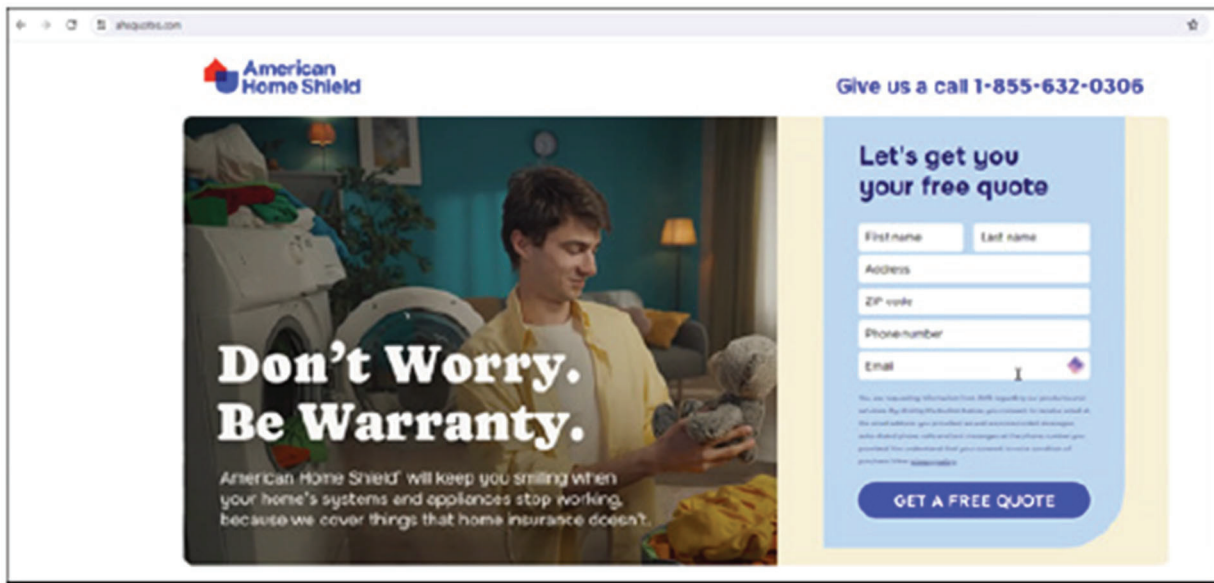 ahsquotes.com
American
Home Shield
Give us a call 1-855-632-0306
Don't Worry.
Be Warranty.
American Home Shield® will keep you smiling when
your home's systems and appliances stop working,
because we cover things that home insurance doesn't.
Let's get you
your free quote
First name Last name
Address
ZIP code
Phone number
Email
GET A FREE QUOTE